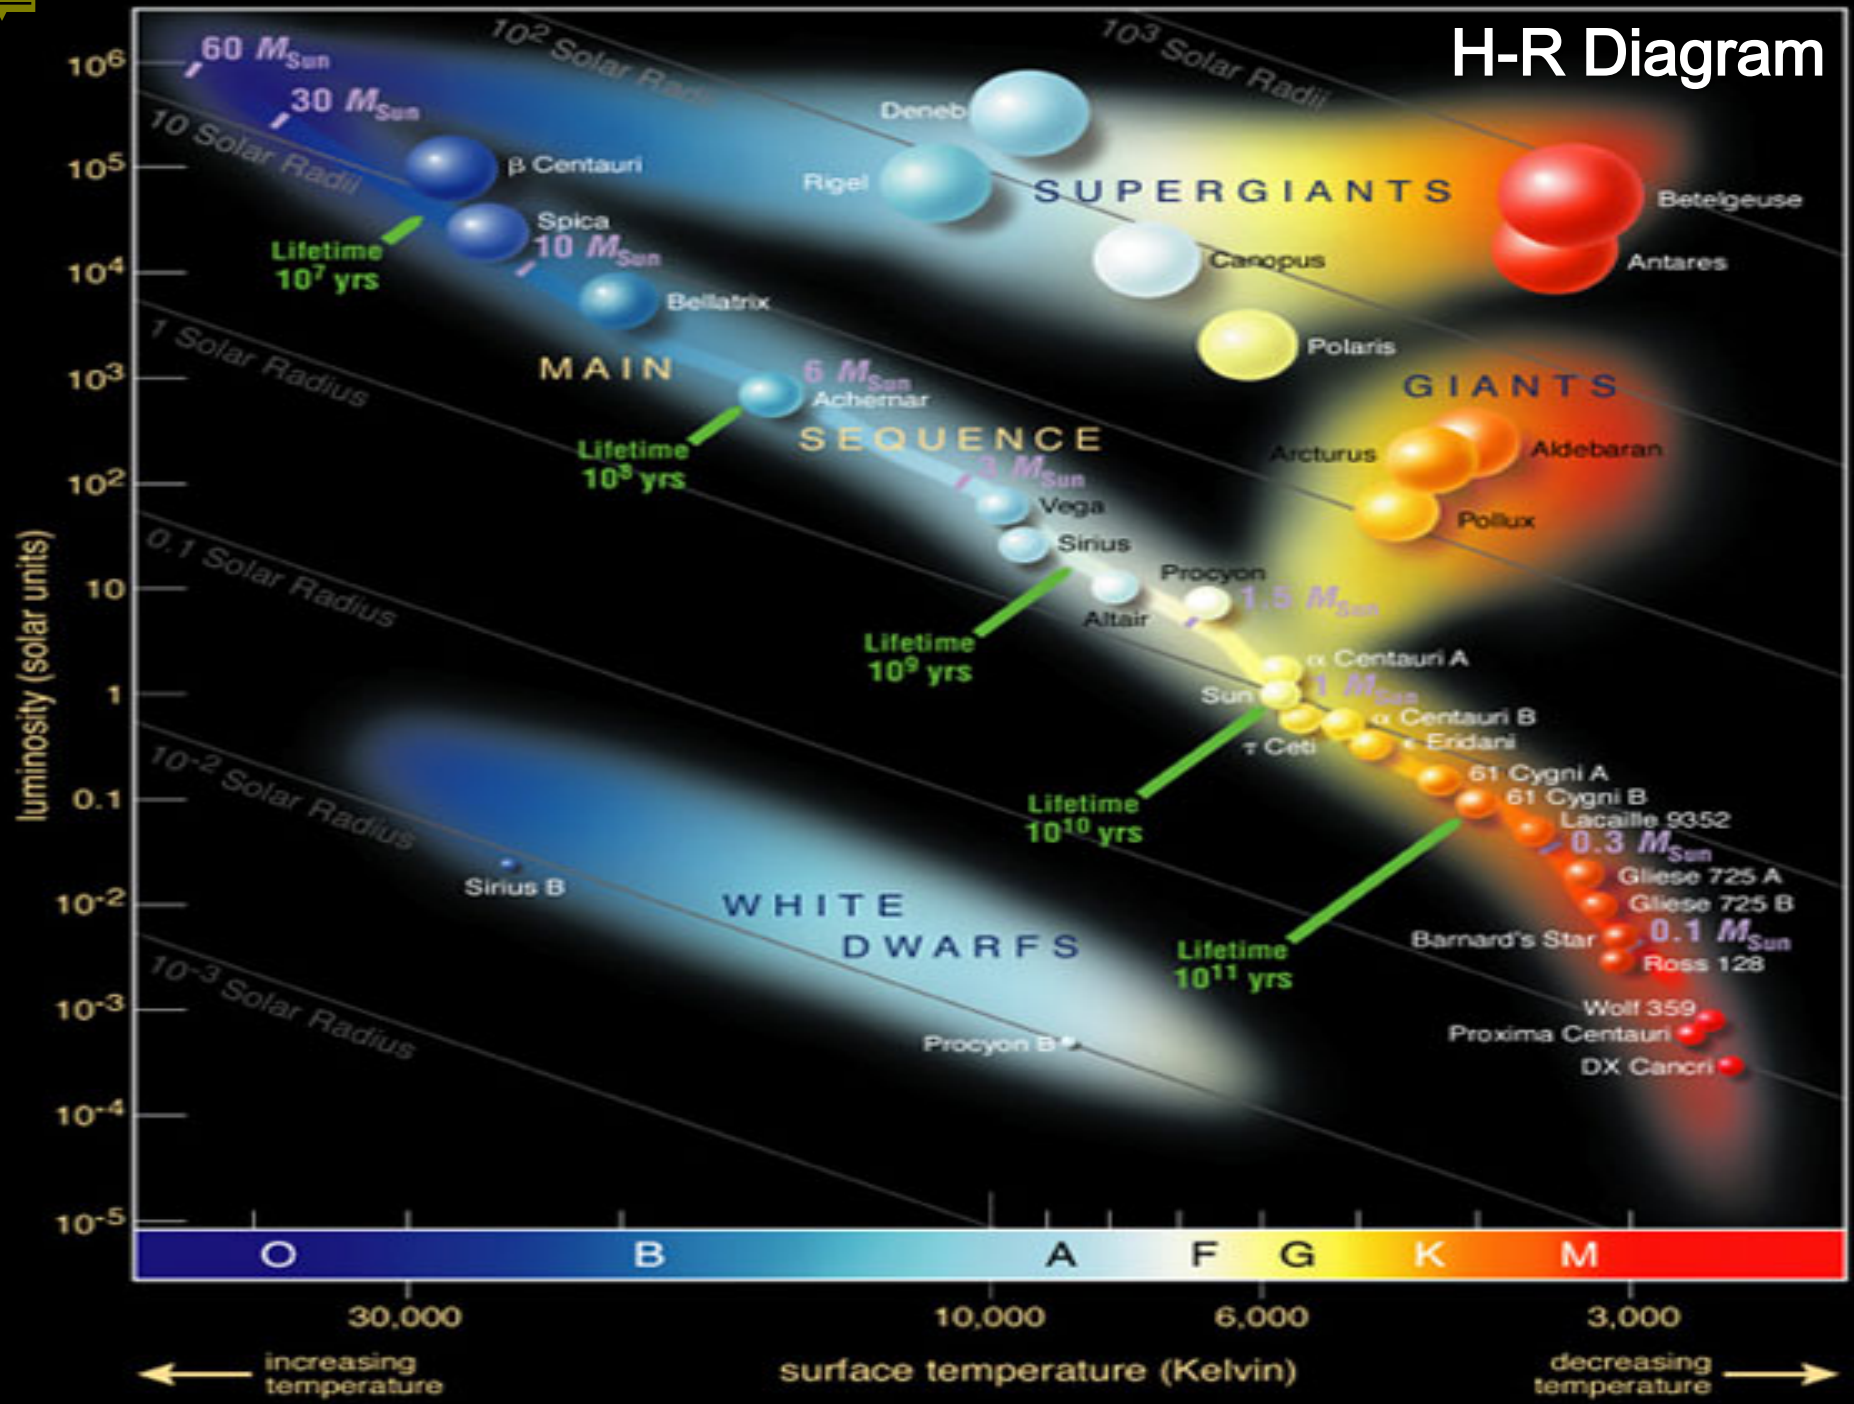 H-R Diagram
10² Solar Radii
10³ Solar Radii
60 M_Sun
30 M_Sun
10 Solar Radii
Deneb
β Centauri
Rigel
SUPERGIANTS
Betelgeuse
Spica
10 M_Sun
Canopus
Antares
Lifetime
10⁷ yrs
Bellatrix
1 Solar Radius
Polaris
MAIN
6 M_Sun
Achernar
GIANTS
SEQUENCE
Lifetime
10⁸ yrs
Arcturus
Aldebaran
3 M_Sun
Vega
Pollux
Sirius
0.1 Solar Radius
Procyon
1.5 M_Sun
Altair
Lifetime
10⁹ yrs
α Centauri A
Sun
1 M_Sun
α Centauri B
τ Ceti
ε Eridani
10⁻² Solar Radius
61 Cygni A
61 Cygni B
Lifetime
10¹⁰ yrs
Lacaille 9352
0.3 M_Sun
Gliese 725 A
Sirius B
WHITE
DWARFS
Gliese 725 B
0.1 M_Sun
Barnard's Star
Lifetime
10¹¹ yrs
Ross 128
10⁻³ Solar Radius
Wolf 359
Proxima Centauri
Procyon B
DX Cancri
luminosity (solar units)
10⁶
10⁵
10⁴
10³
10²
10
1
0.1
10⁻²
10⁻³
10⁻⁴
10⁻⁵
O B A F G K M
30,000 10,000 6,000 3,000
increasing
temperature
surface temperature (Kelvin)
decreasing
temperature